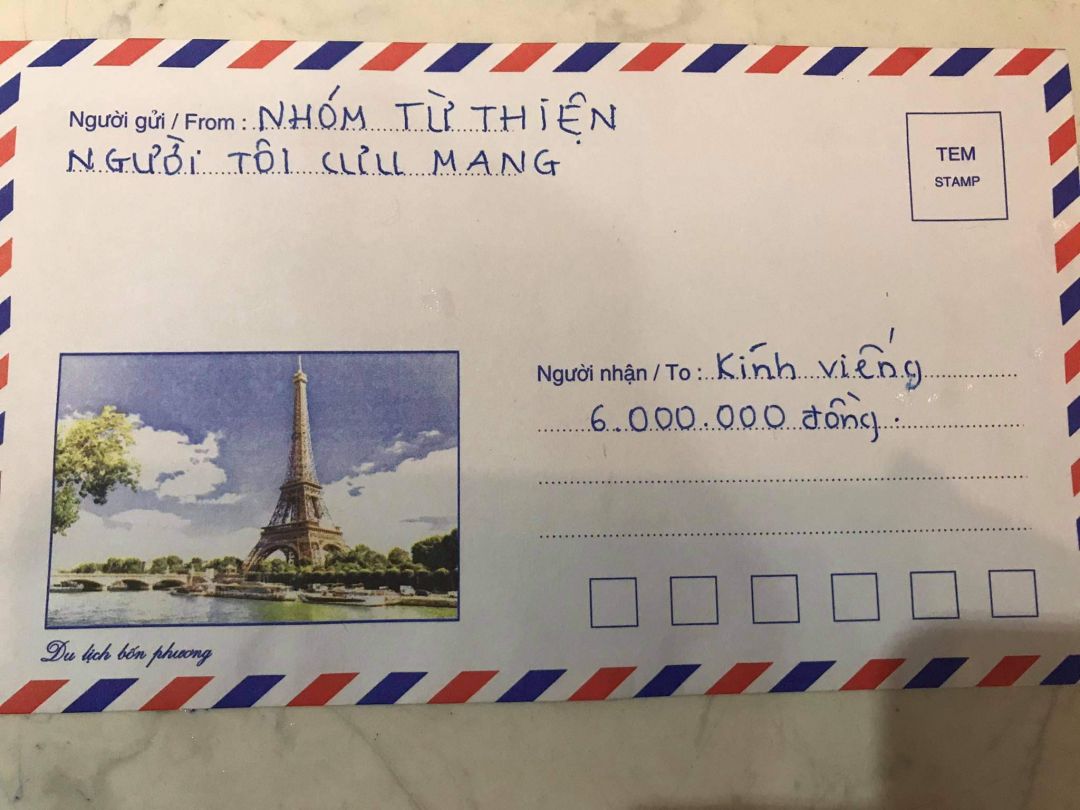 Người gửi / From : NHÓM TỪ THIỆN
NGƯỜI TÔI CƯU MANG
TEM
STAMP
Người nhận / To : Kính viếng
6.000.000 đồng.
Du lịch bốn phương